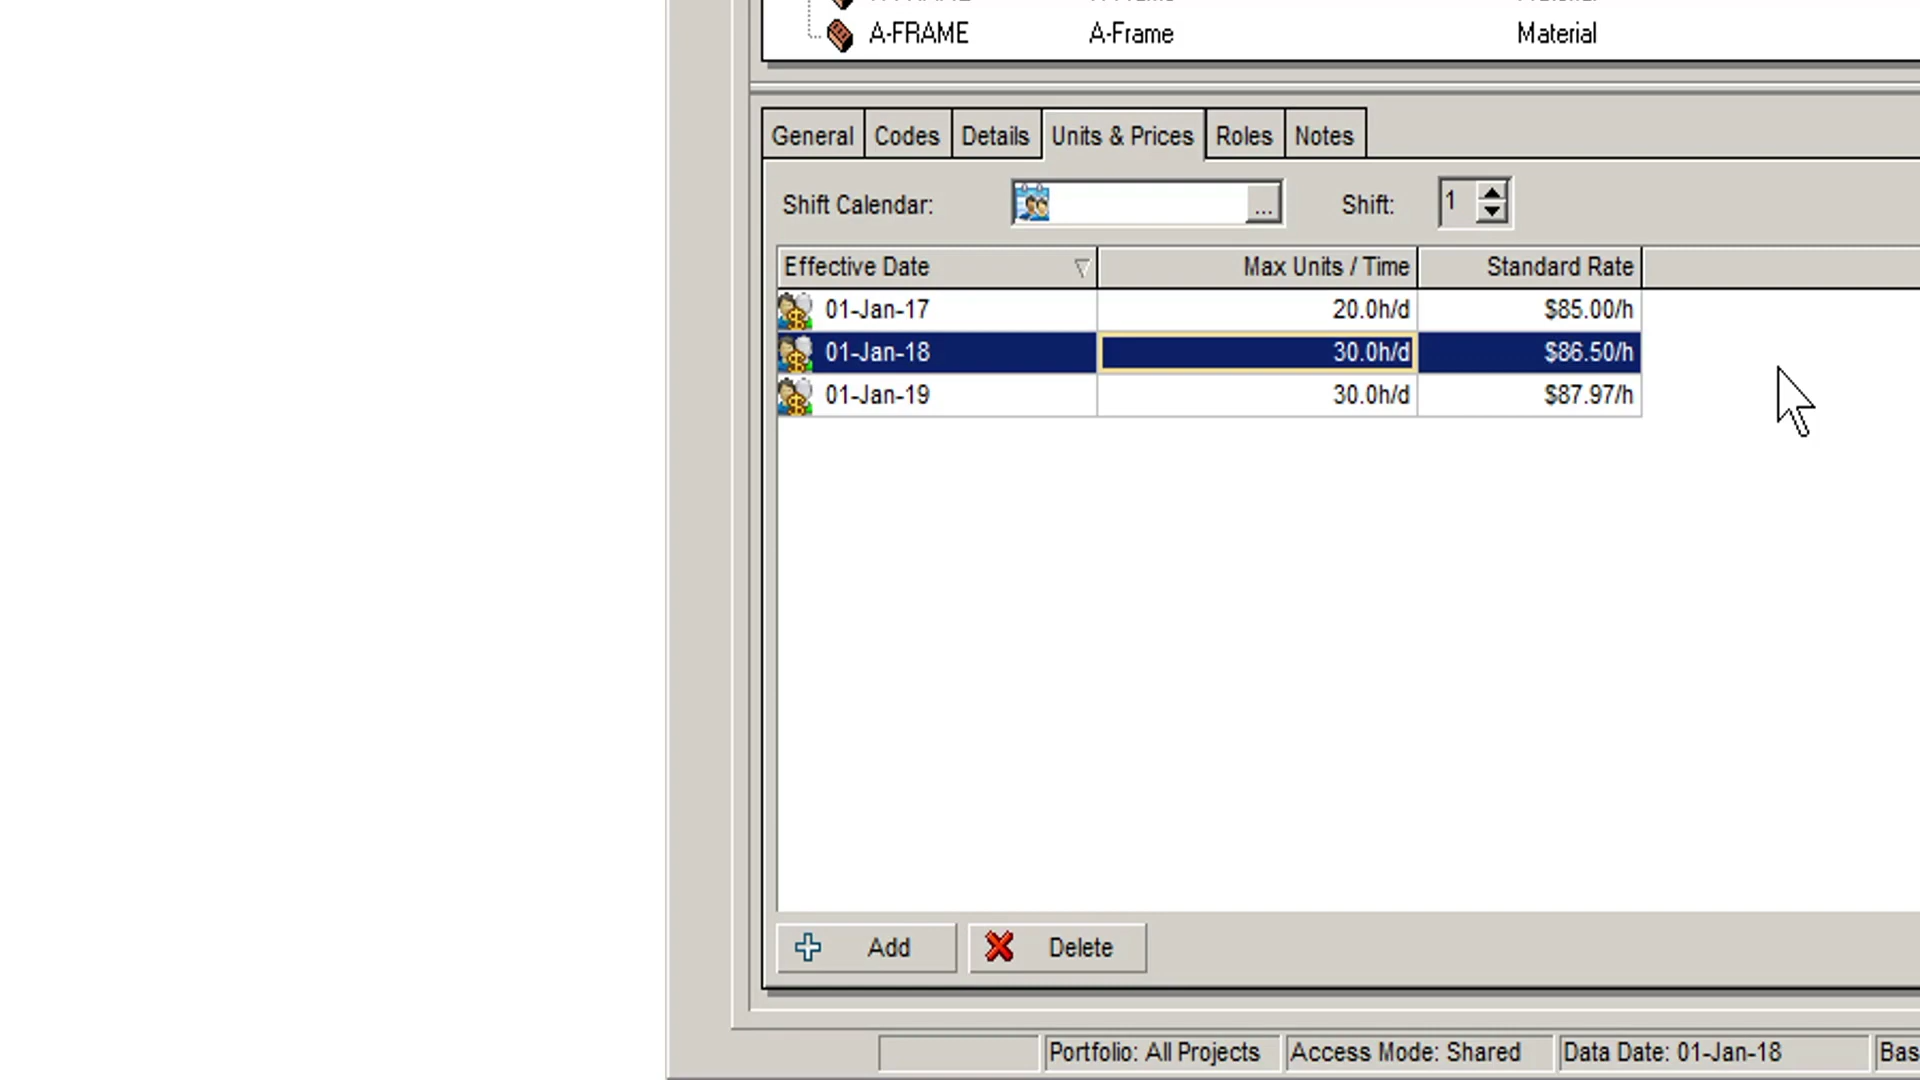 A-FRAME A-Frame Material
General Codes Details Units & Prices Roles Notes
Shift Calendar: ... Shift: 1
Effective Date Max Units / Time Standard Rate
01-Jan-17 20.0h/d $85.00/h
01-Jan-18 30.0h/d $86.50/h
01-Jan-19 30.0h/d $87.97/h
Add Delete
Portfolio: All Projects Access Mode: Shared Data Date: 01-Jan-18 Bas